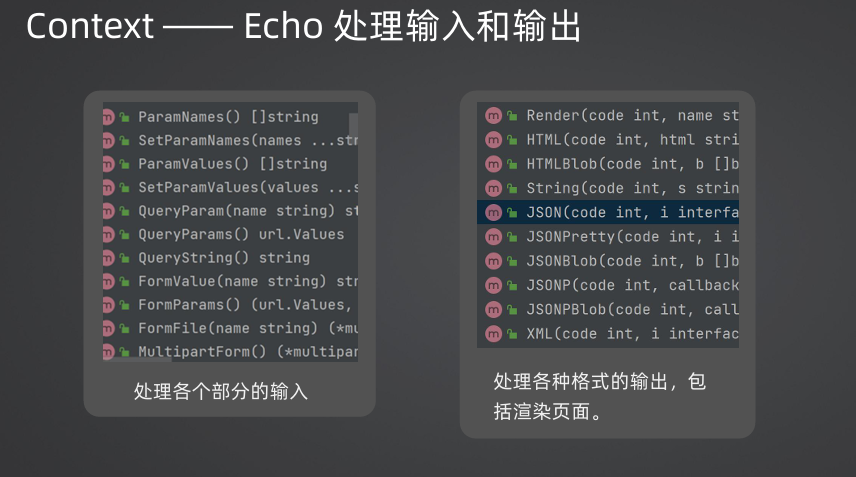 Context —— Echo 处理输入和输出
ParamNames() []string
SetParamNames(names ...str
ParamValues() []string
SetParamValues(values ...s
QueryParam(name string) st
QueryParams() url.Values
QueryString() string
FormValue(name string) str
FormParams() (url.Values,
FormFile(name string) (*mu
MultipartForm() (*multipar
处理各个部分的输入
Render(code int, name st
HTML(code int, html stri
HTMLBlob(code int, b []b
String(code int, s strin
JSON(code int, i interfa
JSONPretty(code int, i i
JSONBlob(code int, b []b
JSONP(code int, callback
JSONPBlob(code int, call
XML(code int, i interfac
处理各种格式的输出，包
括渲染页面。